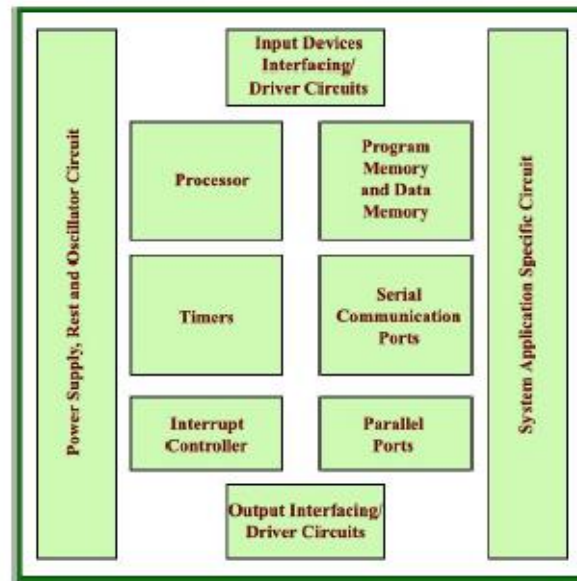 Power Supply, Rest and Oscillator Circuit
Input Devices
Interfacing/
Driver Circuits
Processor
Program
Memory
and Data
Memory
Timers
Serial
Communication
Ports
Interrupt
Controller
Parallel
Ports
Output Interfacing/
Driver Circuits
System Application Specific Circuit